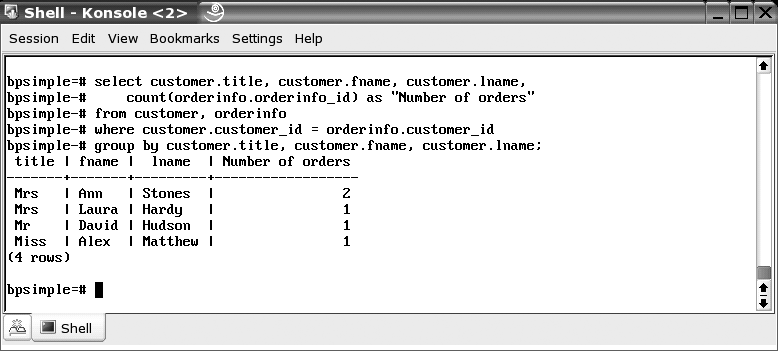 Shell - Konsole <2>
Session Edit View Bookmarks Settings Help
bpsimple=# select customer.title, customer.fname, customer.lname,
bpsimple-#     count(orderinfo.orderinfo_id) as "Number of orders"
bpsimple-# from customer, orderinfo
bpsimple-# where customer.customer_id = orderinfo.customer_id
bpsimple-# group by customer.title, customer.fname, customer.lname;
 title | fname |  lname  | Number of orders
-------+-------+---------+------------------
 Mrs   | Ann   | Stones  |                2
 Mrs   | Laura | Hardy   |                1
 Mr    | David | Hudson  |                1
 Miss  | Alex  | Matthew |                1
(4 rows)
bpsimple=#
Shell